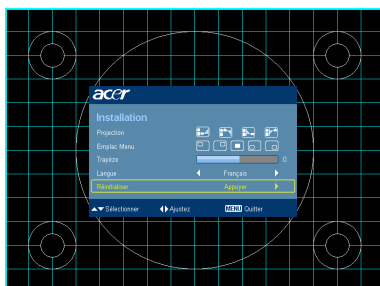 acer
Installation
Projection
Emplac Menu
Trapèze 0
Langue Français
Réinitialiser Appuyer
Sélectionner Ajustez MENU Quitter